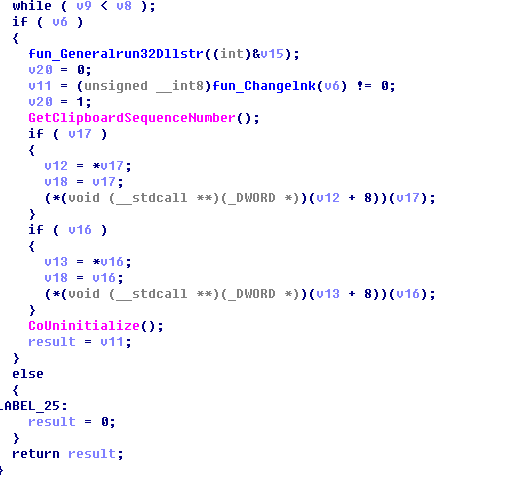 while ( v9 < v8 );
if ( v6 )
{
fun_Generalrun32Dllstr((int)&v15);
v20 = 0;
v11 = (unsigned __int8)fun_Changelnk(v6) != 0;
v20 = 1;
GetClipboardSequenceNumber();
if ( v17 )
{
v12 = *v17;
v18 = v17;
(*(void (__stdcall **)(_DWORD *))(v12 + 8))(v17);
}
if ( v16 )
{
v13 = *v16;
v18 = v16;
(*(void (__stdcall **)(_DWORD *))(v13 + 8))(v16);
}
CoUninitialize();
result = v11;
}
else
{
LABEL_25:
result = 0;
}
return result;
}